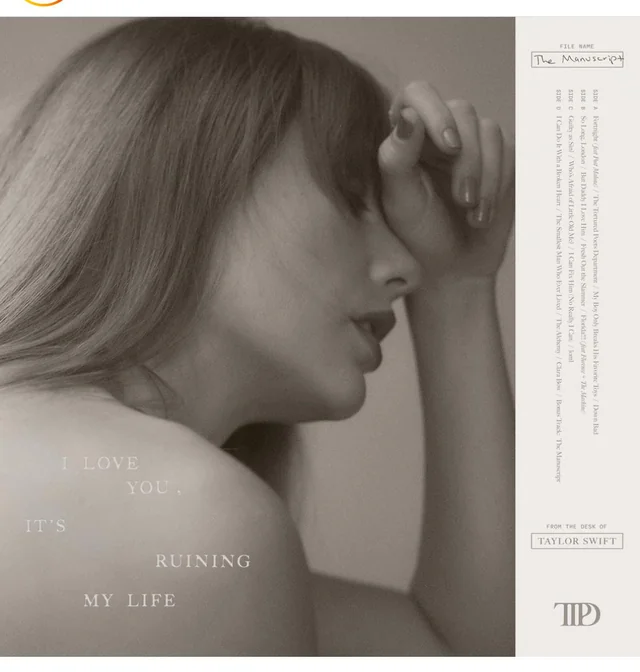 I LOVE
YOU,
IT'S
RUINING
MY LIFE
FILE NAME
The Manuscript
SIDE A Fortnight (feat. Post Malone) / The Tortured Poets Department / My Boy Only Breaks His Favorite Toys / Down Bad
SIDE B So Long, London / But Daddy I Love Him / Fresh Out the Slammer / Florida!!! (feat. Florence + The Machine)
SIDE C Guilty as Sin? / Who's Afraid of Little Old Me? / I Can Fix Him (No Really I Can) / loml
SIDE D I Can Do It With a Broken Heart / The Smallest Man Who Ever Lived / The Alchemy / Clara Bow / Bonus Track: The Manuscript
FROM THE DESK OF
TAYLOR SWIFT
TTPD